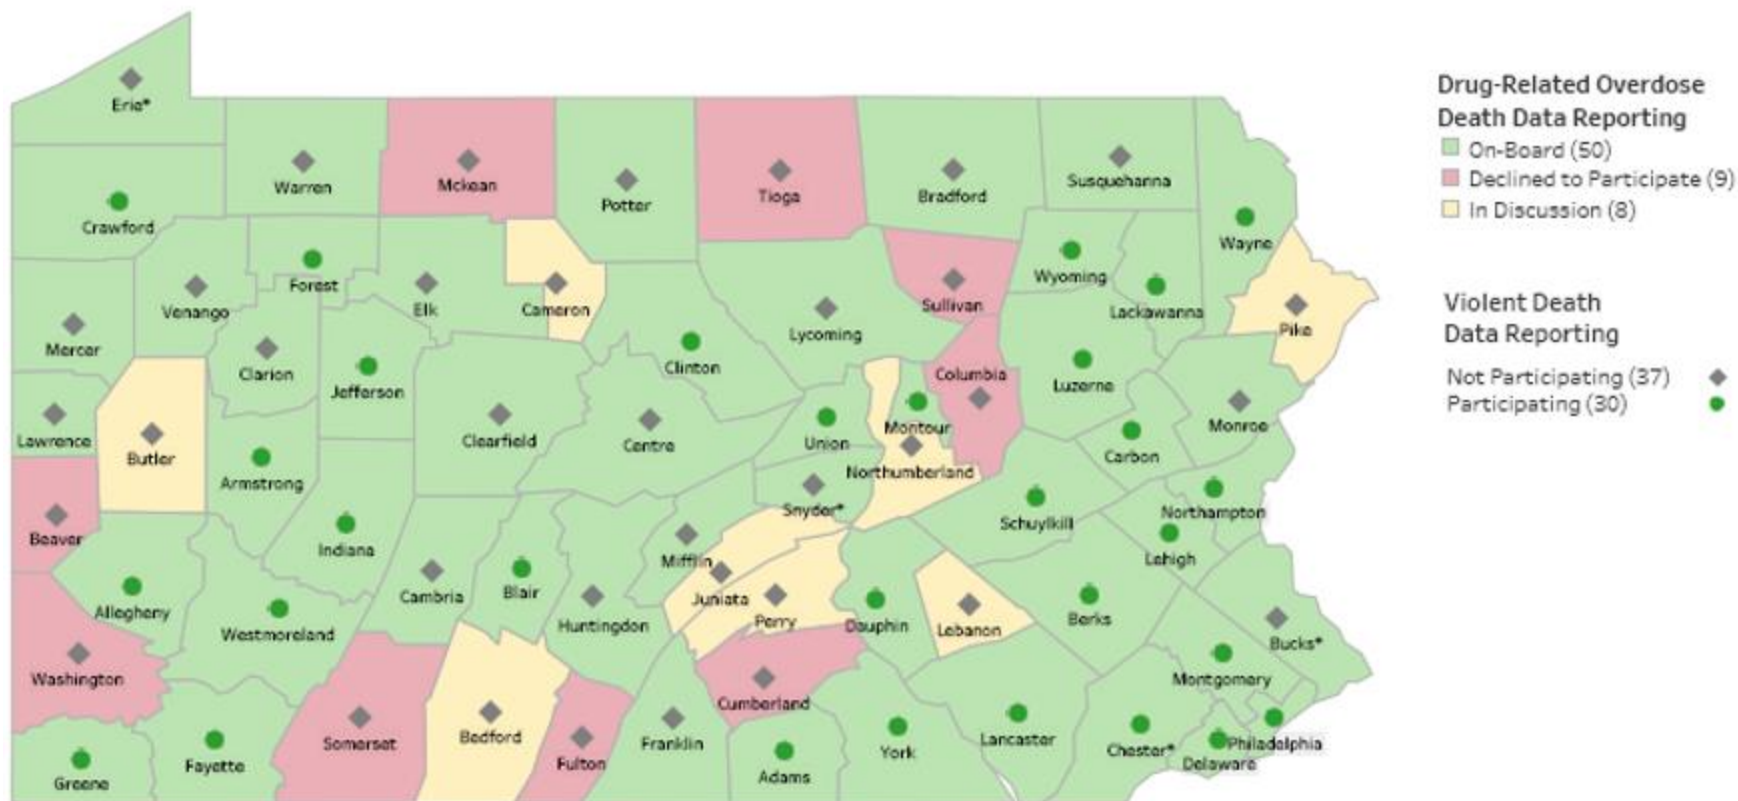 Drug-Related Overdose
Death Data Reporting
On-Board (50)
Declined to Participate (9)
In Discussion (8)
Violent Death
Data Reporting
Not Participating (37)
Participating (30)
Erie*
Warren
Mckean
Potter
Tioga
Bradford
Susquehanna
Crawford
Wayne
Forest
Wyoming
Venango
Elk
Cameron
Sullivan
Lackawanna
Lycoming
Pike
Mercer
Clarion
Jefferson
Clinton
Columbia
Luzerne
Lawrence
Butler
Clearfield
Centre
Union
Montour
Monroe
Armstrong
Northumberland
Carbon
Snyder*
Schuylkill
Northampton
Beaver
Indiana
Mifflin
Lehigh
Allegheny
Cambria
Blair
Juniata
Westmoreland
Huntingdon
Perry
Dauphin
Lebanon
Berks
Bucks*
Washington
Cumberland
Montgomery
Somerset
Bedford
Fulton
Franklin
York
Lancaster
Chester*
Philadelphia
Greene
Fayette
Adams
Delaware